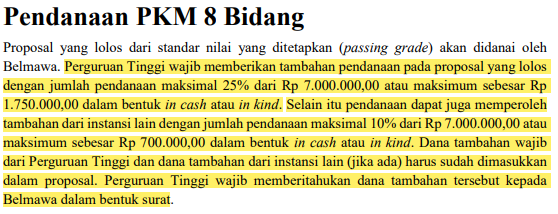 Pendanaan PKM 8 Bidang
Proposal yang lolos dari standar nilai yang ditetapkan (passing grade) akan didanai oleh
Belmawa. Perguruan Tinggi wajib memberikan tambahan pendanaan pada proposal yang lolos
dengan jumlah pendanaan maksimal 25% dari Rp 7.000.000,00 atau maksimum sebesar Rp
1.750.000,00 dalam bentuk in cash atau in kind. Selain itu pendanaan dapat juga memperoleh
tambahan dari instansi lain dengan jumlah pendanaan maksimal 10% dari Rp 7.000.000,00 atau
maksimum sebesar Rp 700.000,00 dalam bentuk in cash atau in kind. Dana tambahan wajib
dari Perguruan Tinggi dan dana tambahan dari instansi lain (jika ada) harus sudah dimasukkan
dalam proposal. Perguruan Tinggi wajib memberitahukan dana tambahan tersebut kepada
Belmawa dalam bentuk surat.